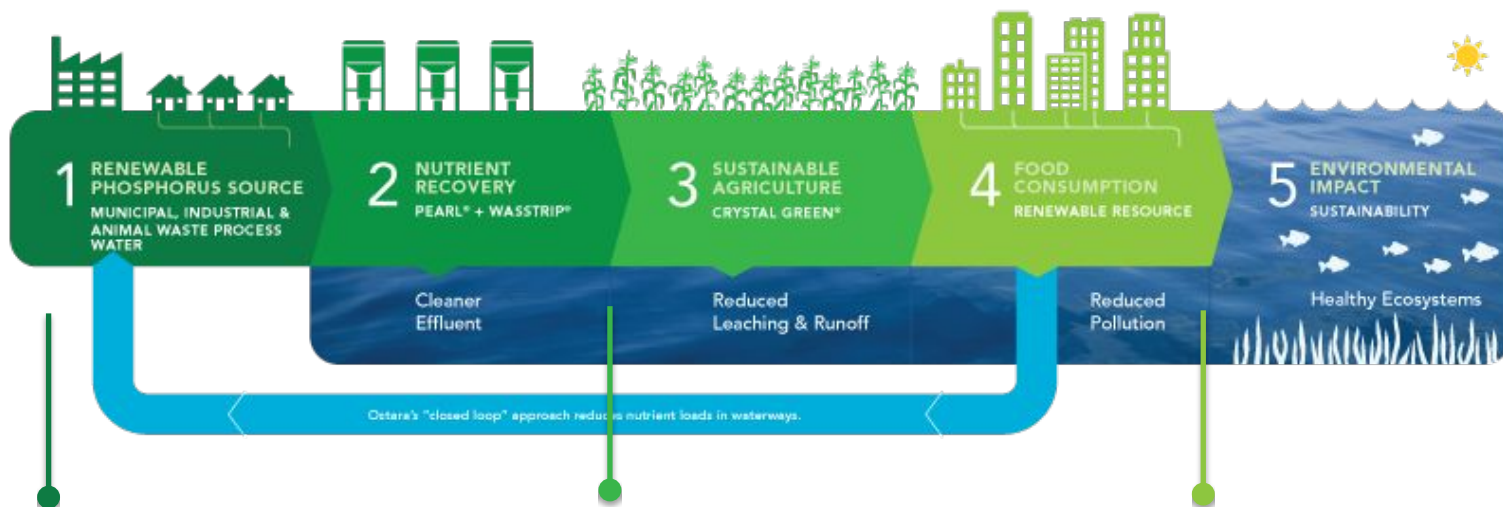 1
RENEWABLE
PHOSPHORUS SOURCE
MUNICIPAL, INDUSTRIAL &
ANIMAL WASTE PROCESS
WATER
2
NUTRIENT
RECOVERY
PEARL® + WASSTRIP®
3
SUSTAINABLE
AGRICULTURE
CRYSTAL GREEN®
4
FOOD
CONSUMPTION
RENEWABLE RESOURCE
5
ENVIRONMENTAL
IMPACT
SUSTAINABILITY
Cleaner
Effluent
Reduced
Leaching & Runoff
Reduced
Pollution
Healthy Ecosystems
Ostara's "closed loop" approach reduces nutrient loads in waterways.